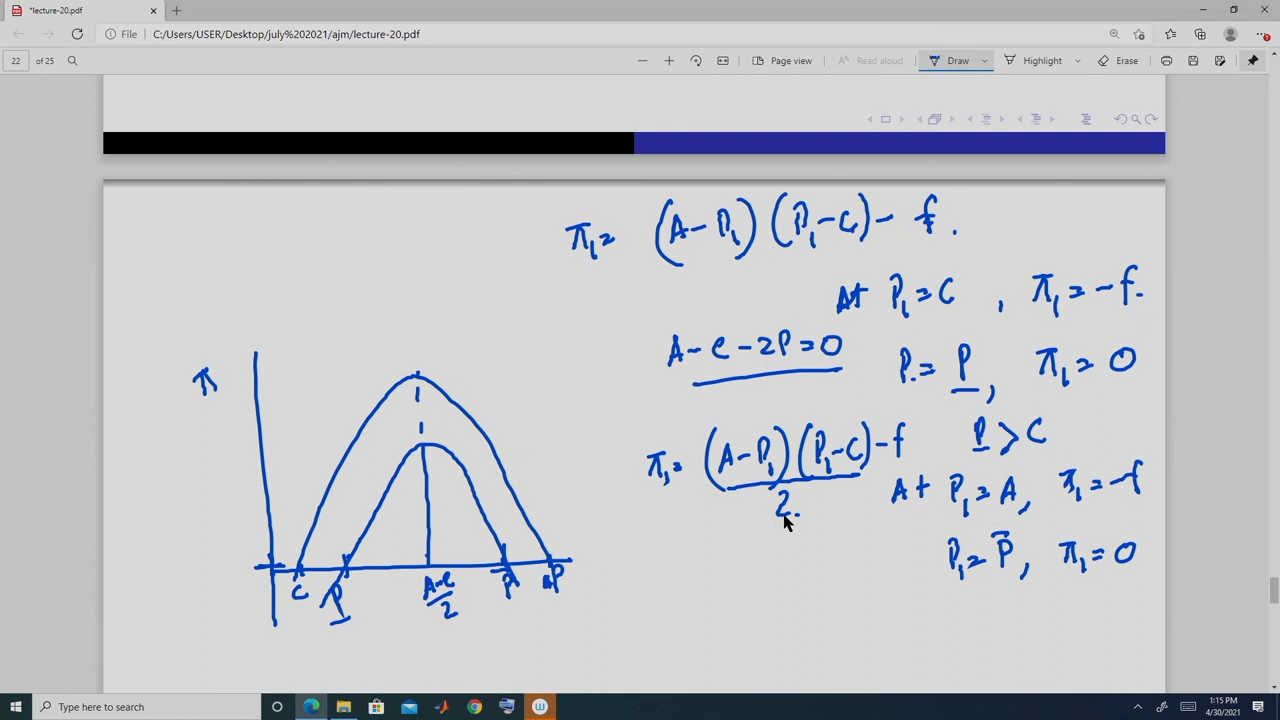 *lecture-20.pdf
File C:/Users/USER/Desktop/july%202021/ajm/lecture-20.pdf
22 of 25 Page view Read aloud Draw Highlight Erase
π₁= (A-P₁) (P₁-C) - f.
At P₁=C , π₁=-f.
A-c-2P=0
P.= P̲, π₁=0
π₁= (A-P₁)(P₁-C)-f
2.
P̲>C
At P₁=A, π₁=-f
P₁=P̄, π₁=0
π
C P̲ A-c P̄ P
2
Type here to search
1:15 PM
4/30/2021